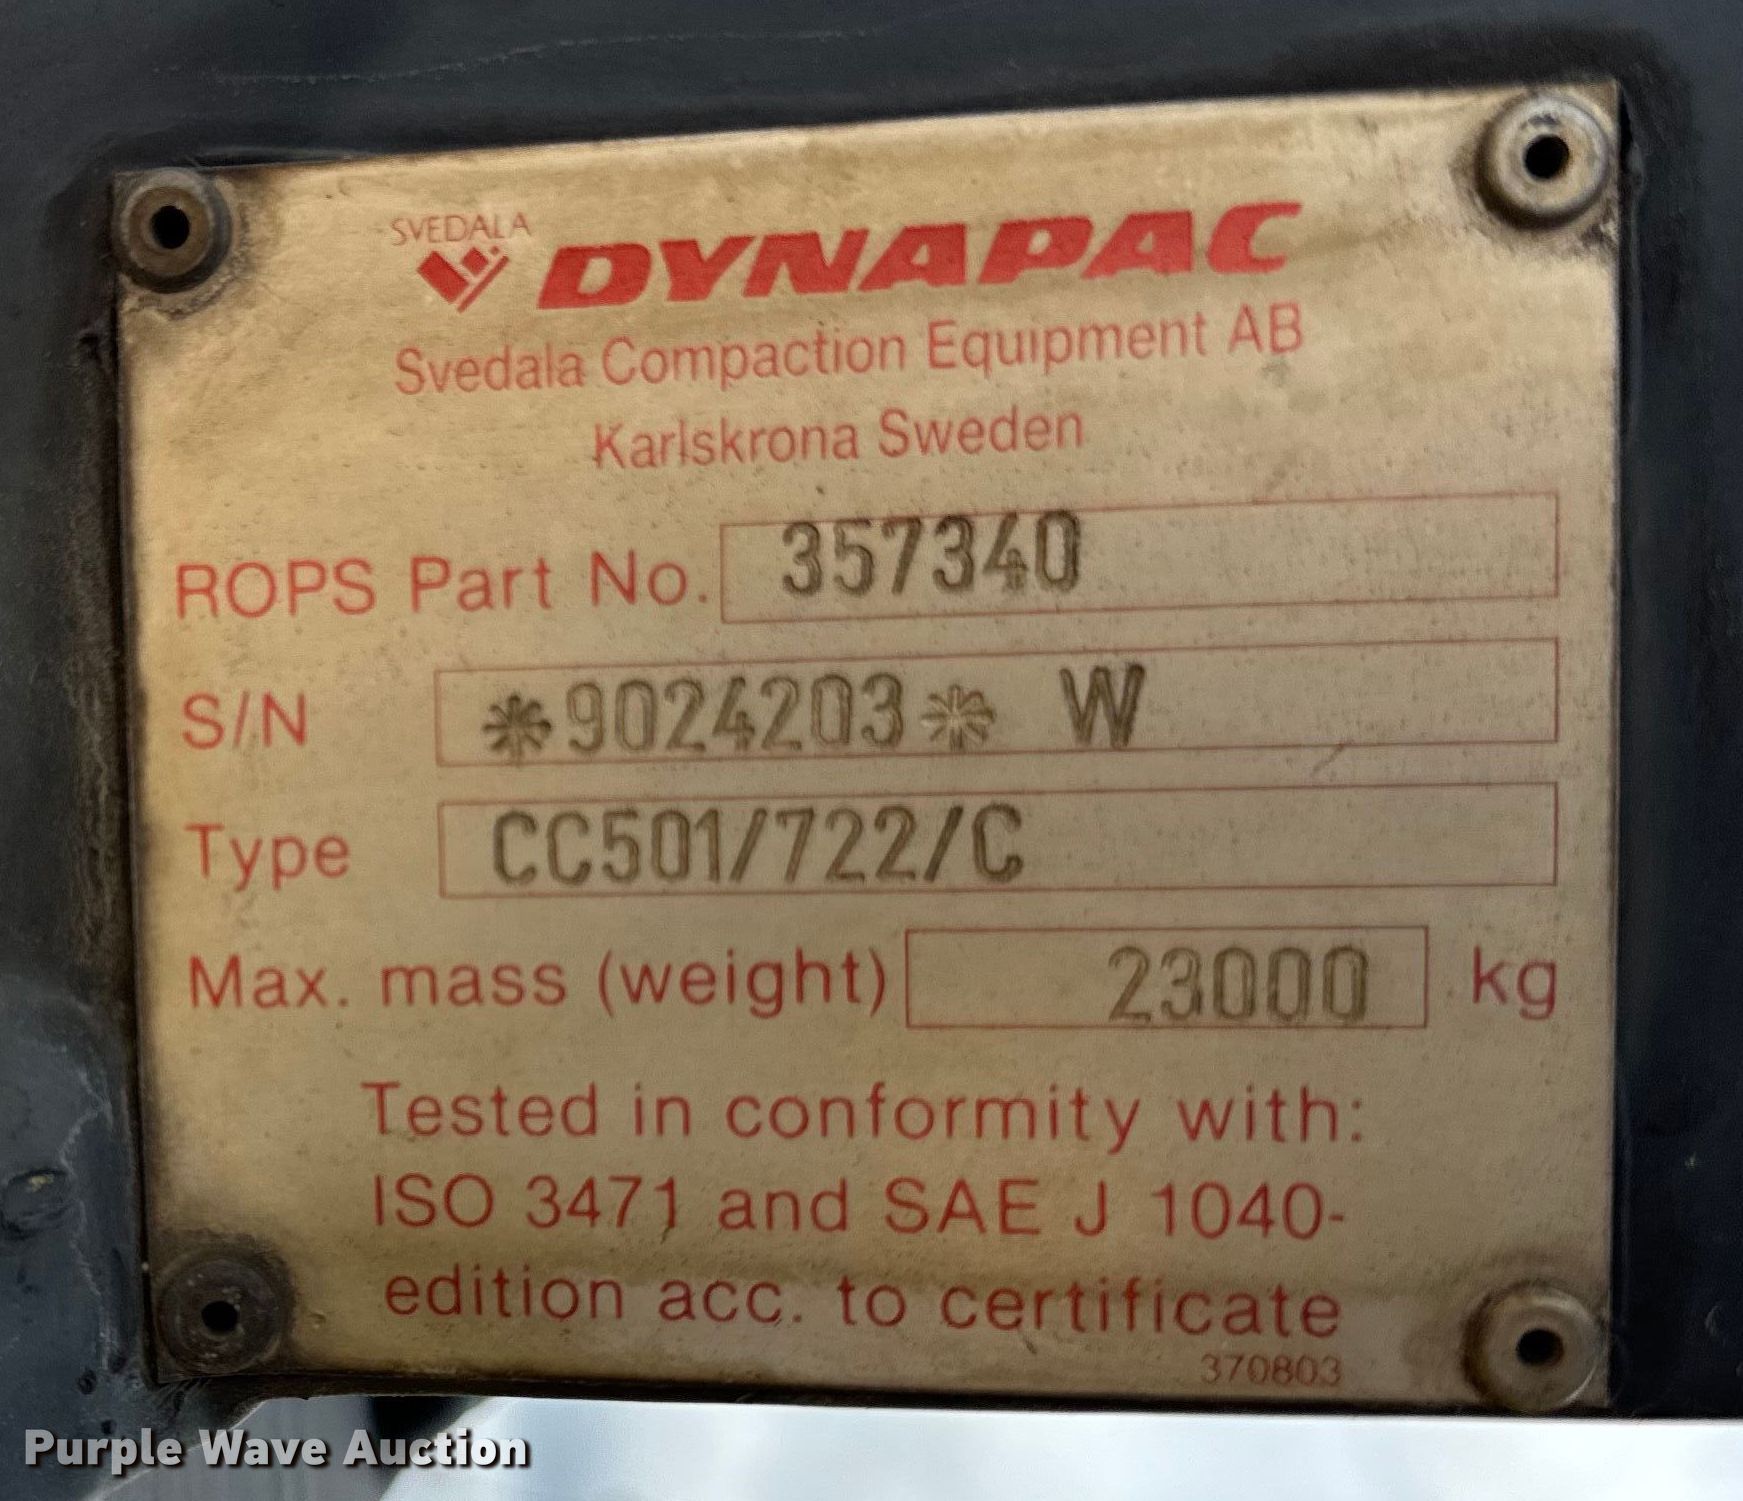 SVEDALA
DYNAPAC
Svedala Compaction Equipment AB
Karlskrona Sweden
ROPS Part No. 357340
S/N *9024203* W
Type CC501/722/C
Max. mass (weight) 23000 kg
Tested in conformity with:
ISO 3471 and SAE J 1040-
edition acc. to certificate
370803
Purple Wave Auction